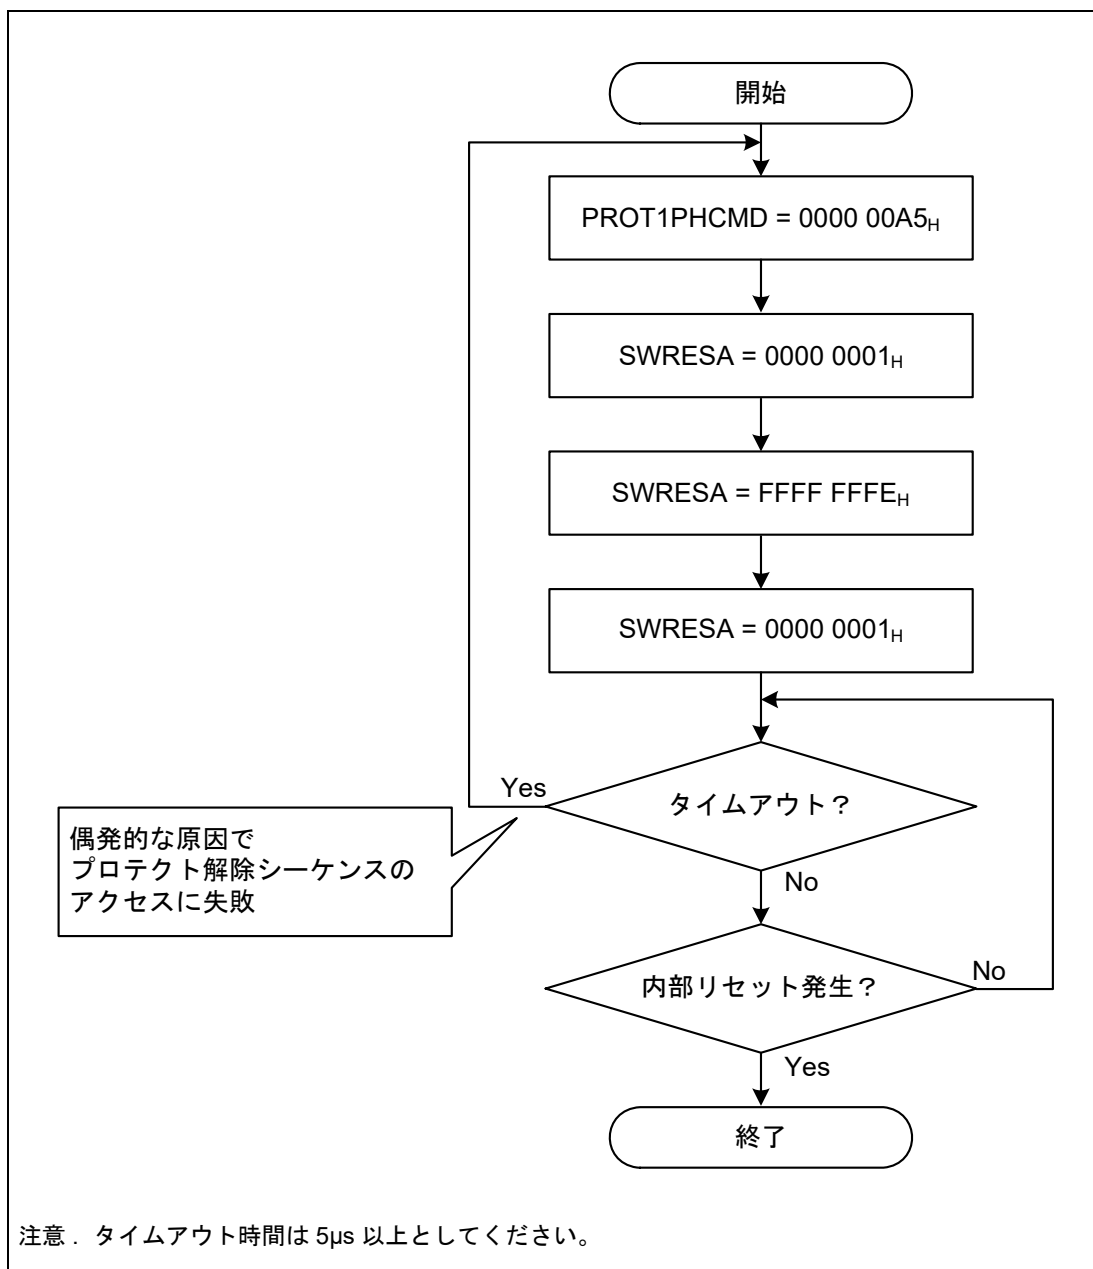 開始
PROT1PHCMD = 0000 00A5H
SWRESA = 0000 0001H
SWRESA = FFFF FFFEH
SWRESA = 0000 0001H
Yes
タイムアウト？
偶発的な原因で
プロテクト解除シーケンスの
アクセスに失敗
No
内部リセット発生？
No
Yes
終了
注意． タイムアウト時間は 5µs 以上としてください。